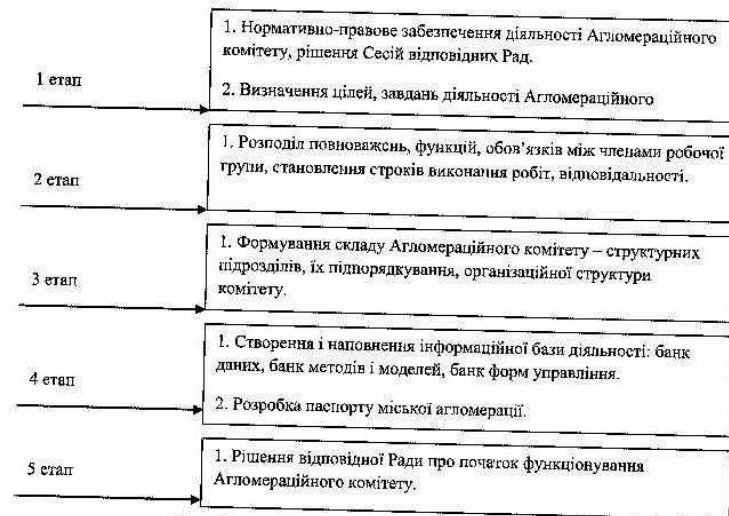 1 етап
1. Нормативно-правове забезпечення діяльності Агломераційного
комітету, рішення Сесій відповідних Рад.
2. Визначення цілей, завдань діяльності Агломераційного
2 етап
1. Розподіл повноважень, функцій, обов’язків між членами робочої
групи, становлення строків виконання робіт, відповідальності.
3 етап
1. Формування складу Агломераційного комітету – структурних
підрозділів, їх підпорядкування, організаційної структури
комітету.
4 етап
1. Створення і наповнення інформаційної бази діяльності: банк
даних, банк методів і моделей, банк форм управління.
2. Розробка паспорту міської агломерації.
5 етап
1. Рішення відповідної Ради про початок функціонування
Агломераційного комітету.